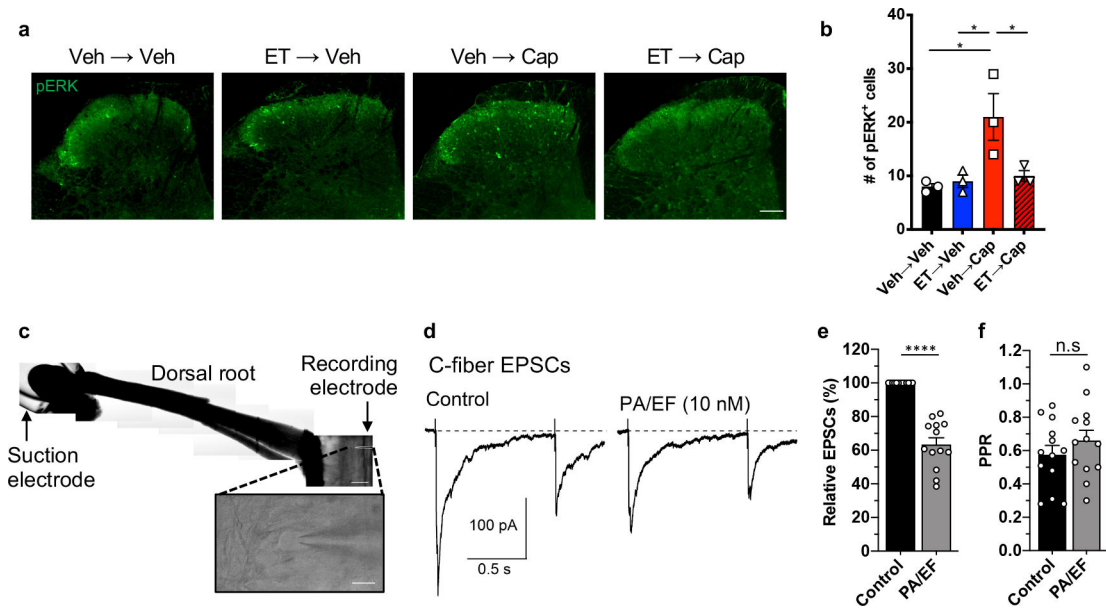 a
Veh → Veh
ET → Veh
Veh → Cap
ET → Cap
pERK
b
# of pERK+ cells
40
30
20
10
0
*
*
*
Veh→Veh
ET→Veh
Veh→Cap
ET→Cap
c
Dorsal root
Recording
electrode
Suction
electrode
d
C-fiber EPSCs
Control
PA/EF (10 nM)
100 pA
0.5 s
e
Relative EPSCs (%)
120
100
80
60
40
20
0
****
Control
PA/EF
f
PPR
1.2
1.0
0.8
0.6
0.4
0.2
0.0
n.s
Control
PA/EF